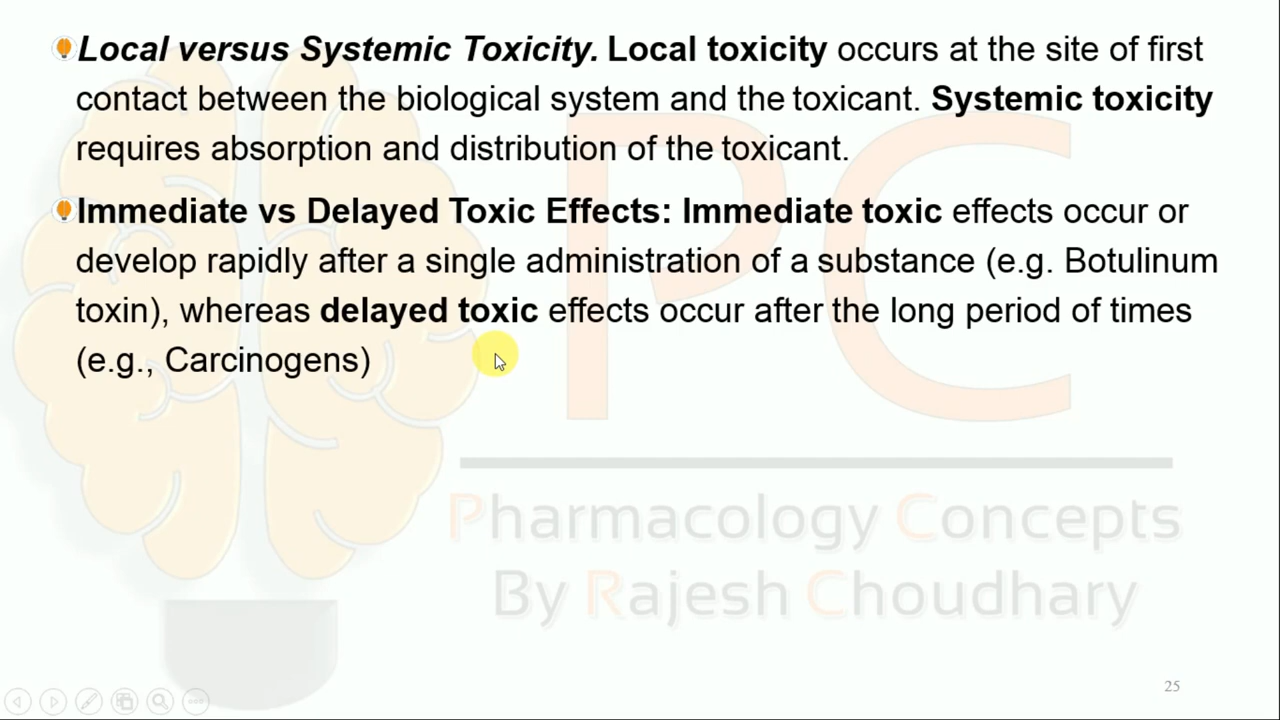 Local versus Systemic Toxicity. Local toxicity occurs at the site of first
contact between the biological system and the toxicant. Systemic toxicity
requires absorption and distribution of the toxicant.
Immediate vs Delayed Toxic Effects: Immediate toxic effects occur or
develop rapidly after a single administration of a substance (e.g. Botulinum
toxin), whereas delayed toxic effects occur after the long period of times
(e.g., Carcinogens)
PC
Pharmacology Concepts
By Rajesh Choudhary
25